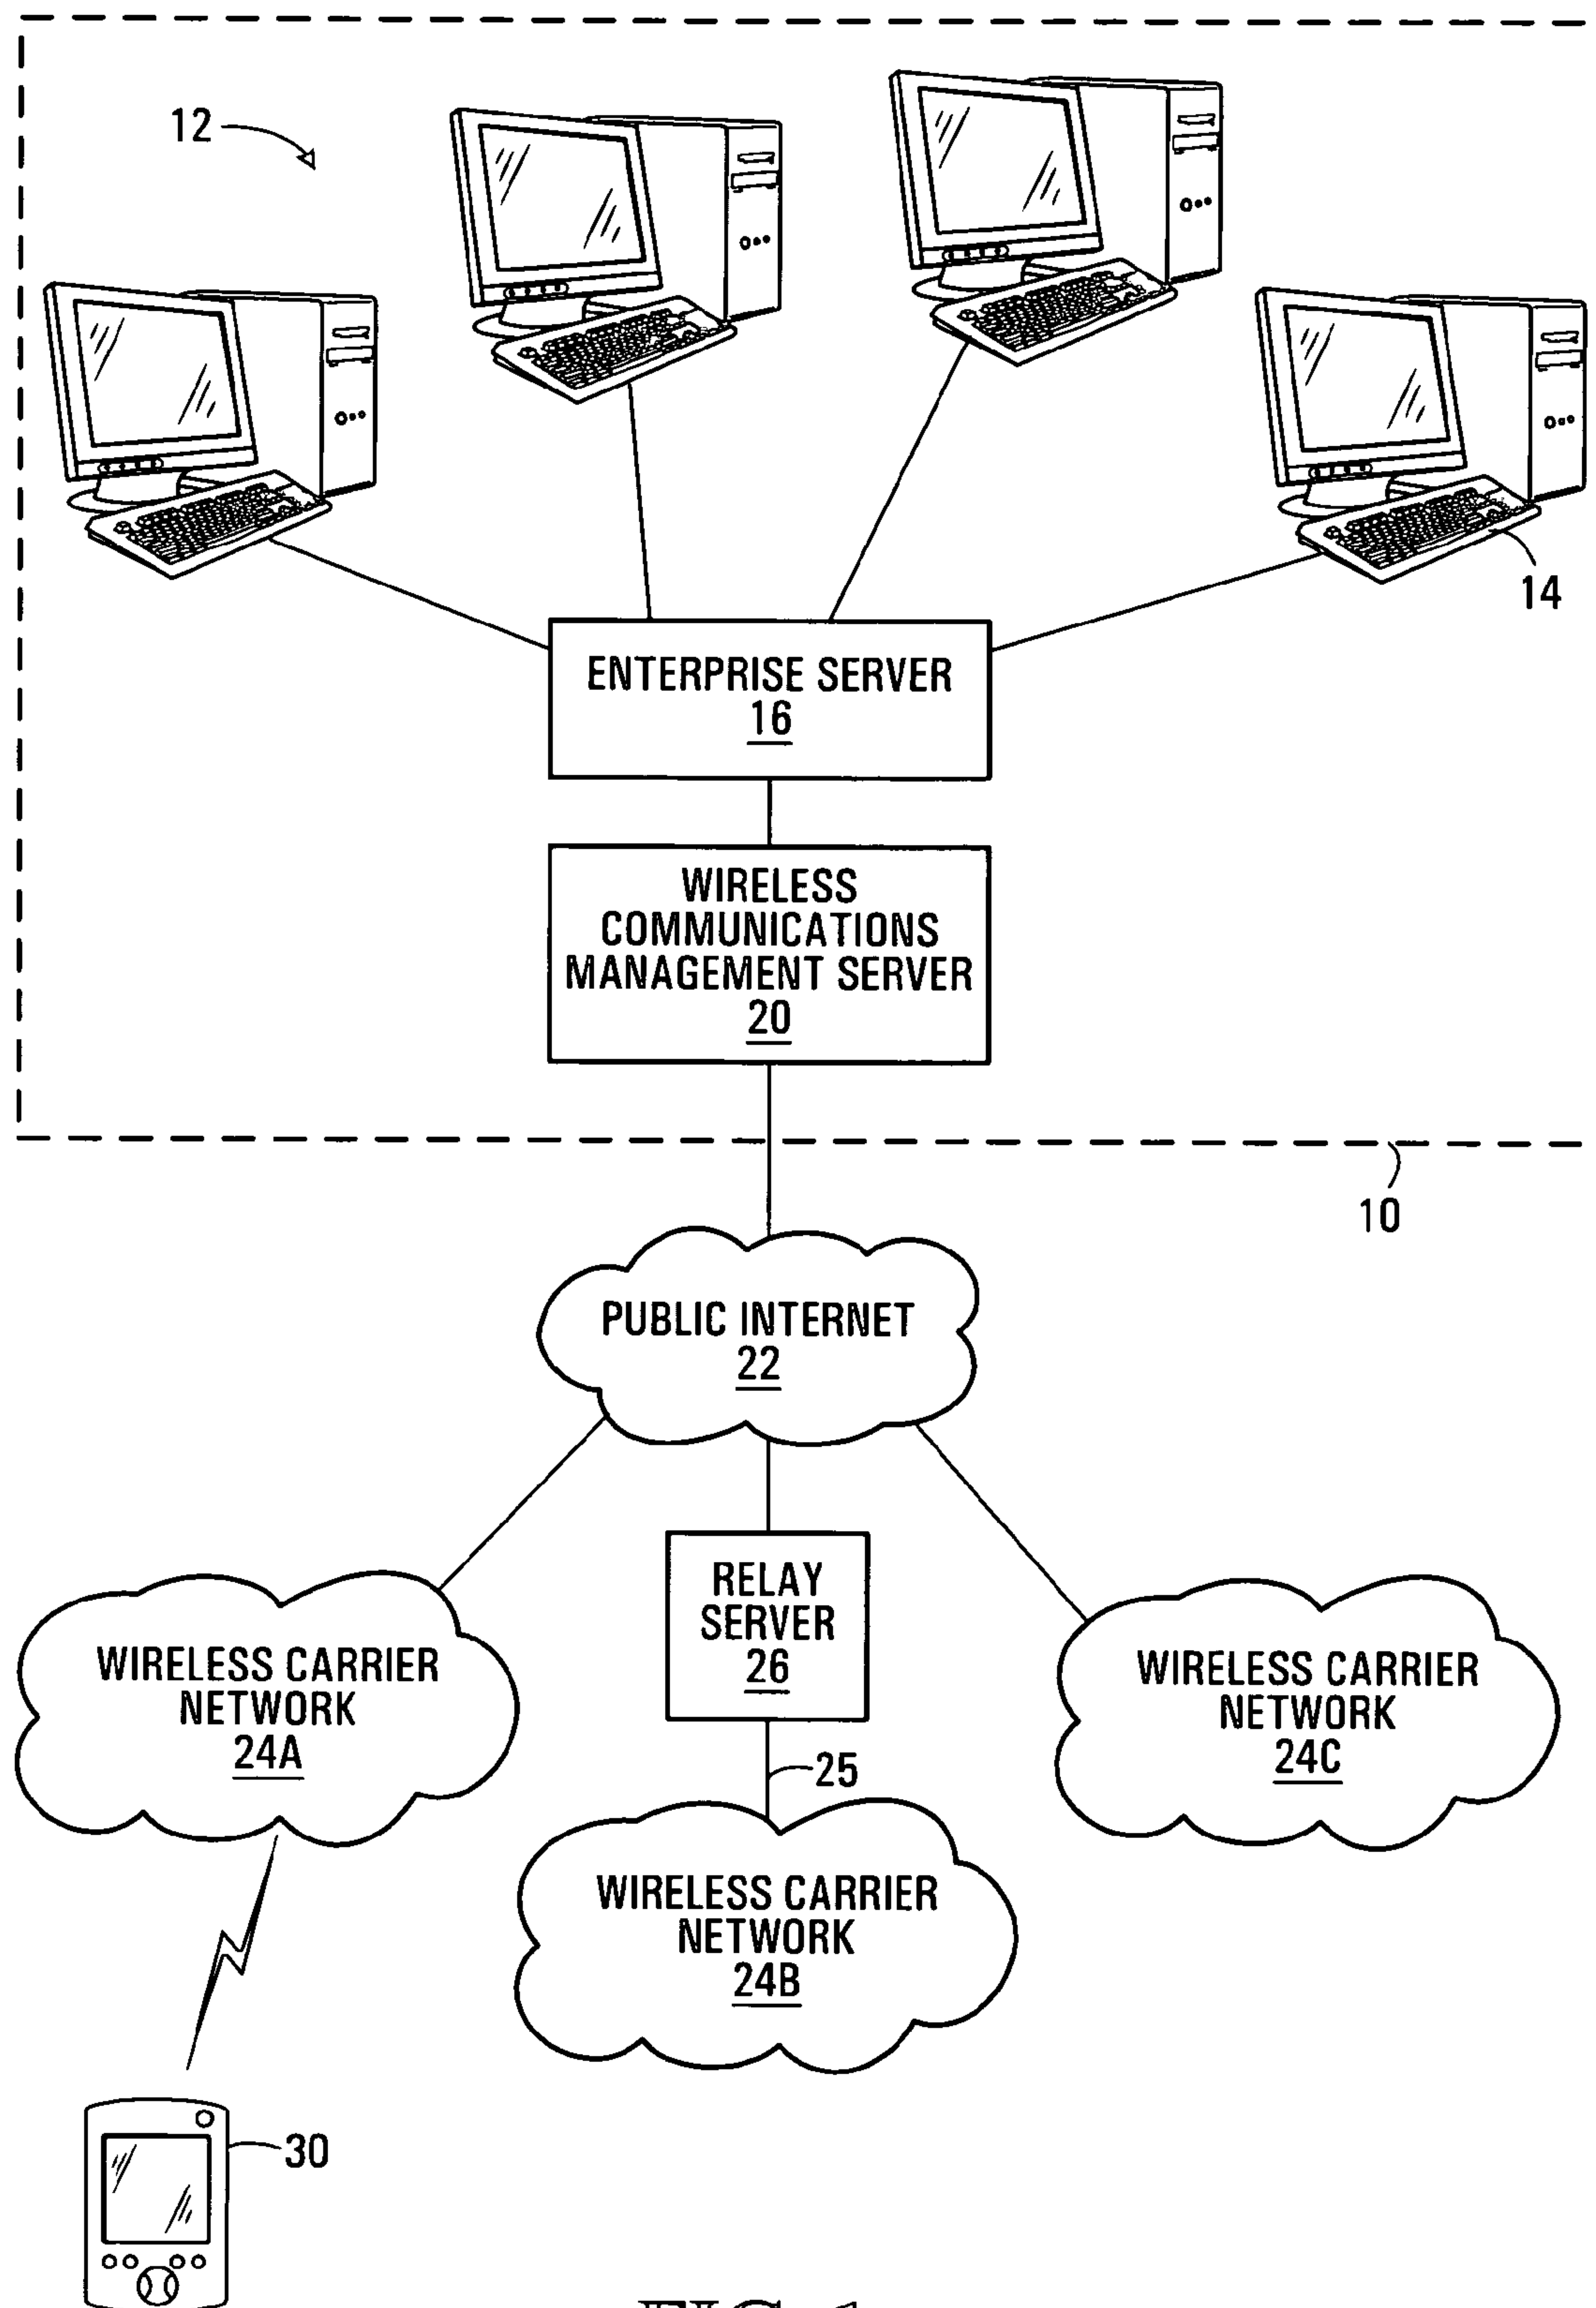 12
14
ENTERPRISE SERVER
16
WIRELESS
COMMUNICATIONS
MANAGEMENT SERVER
20
10
PUBLIC INTERNET
22
RELAY
SERVER
26
WIRELESS CARRIER
NETWORK
24A
WIRELESS CARRIER
NETWORK
24C
25
WIRELESS CARRIER
NETWORK
24B
30